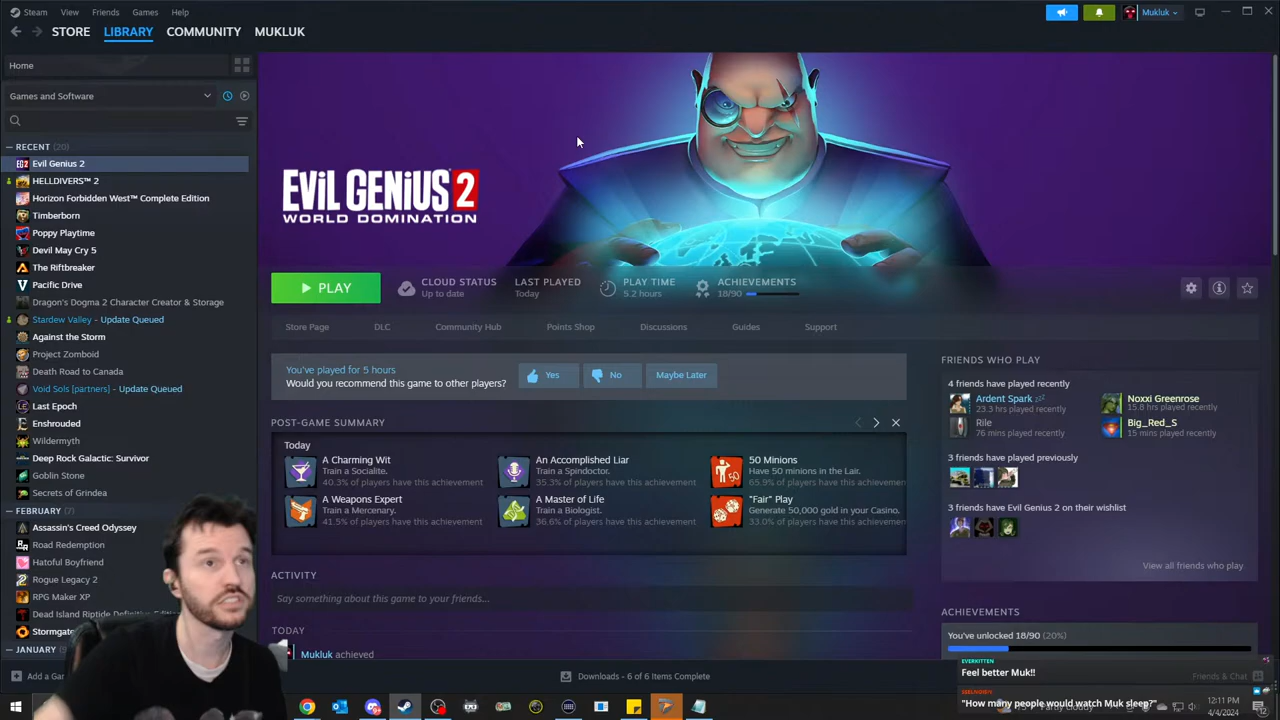 Steam View Friends Games Help
Mukluk
STORE LIBRARY COMMUNITY MUKLUK
Home
Games and Software
RECENT (20)
Evil Genius 2
HELLDIVERS™ 2
Horizon Forbidden West™ Complete Edition
Timberborn
Poppy Playtime
Devil May Cry 5
The Riftbreaker
Pacific Drive
Dragon's Dogma 2 Character Creator & Storage
Stardew Valley - Update Queued
Against the Storm
Project Zomboid
Death Road to Canada
Void Sols [partners] - Update Queued
Last Epoch
Enshrouded
Wildermyth
Deep Rock Galactic: Survivor
Goblin Stone
Secrets of Grindea
FEBRUARY (7)
Assassin's Creed Odyssey
Road Redemption
Hatoful Boyfriend
Rogue Legacy 2
RPG Maker XP
Dead Island Riptide
Stormgate
JANUARY
Add a Ga
EVIL GENIUS 2
WORLD DOMINATION
PLAY
CLOUD STATUS
Up to date
LAST PLAYED
Today
PLAY TIME
5.2 hours
ACHIEVEMENTS
18/90
Store Page DLC Community Hub Points Shop Discussions Guides Support
You've played for 5 hours
Would you recommend this game to other players?
Yes No Maybe Later
POST-GAME SUMMARY
Today
A Charming Wit
Train a Socialite.
40.3% of players have this achievement
An Accomplished Liar
Train a Spindoctor.
35.3% of players have this achievement
50 Minions
Have 50 minions in the Lair.
65.9% of players have this achievement
A Weapons Expert
Train a Mercenary.
41.5% of players have this achievement
A Master of Life
Train a Biologist.
36.6% of players have this achievement
"Fair" Play
Generate 50,000 gold in your Casino.
33.0% of players have this achievement
ACTIVITY
Say something about this game to your friends...
TODAY
Mukluk achieved
Downloads - 6 of 6 Items Complete
FRIENDS WHO PLAY
4 friends have played recently
Ardent Spark
23.3 hrs played recently
Noxxi Greenrose
15.8 hrs played recently
Rile
76 mins played recently
Big_Red_S
15 mins played recently
3 friends have played previously
3 friends have Evil Genius 2 on their wishlist
View all friends who play
ACHIEVEMENTS
You've unlocked 18/90 (20%)
EVERKITTEN
Feel better Muk!!
Friends & Chat
"How many people would watch Muk sleep?"
12:11 PM
4/4/2024